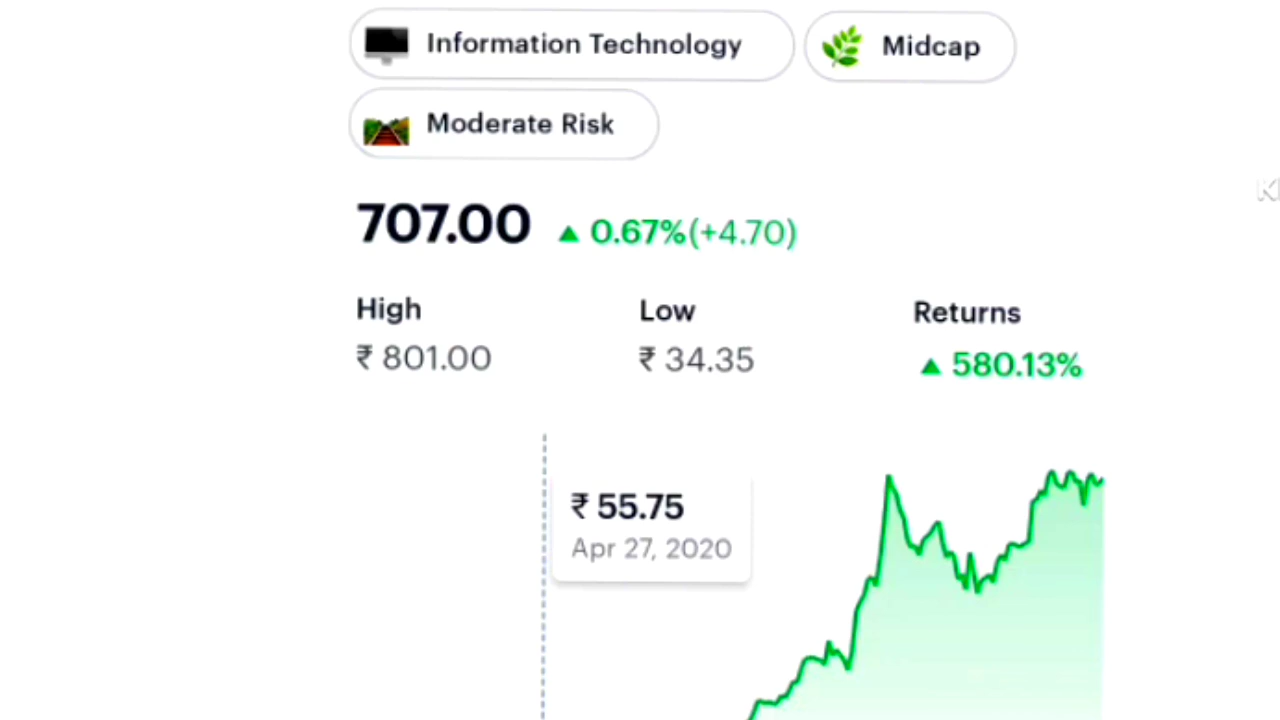 Information Technology
Midcap
Moderate Risk
707.00 ▲ 0.67%(+4.70)
High
Low
Returns
₹ 801.00
₹ 34.35
▲ 580.13%
₹ 55.75
Apr 27, 2020